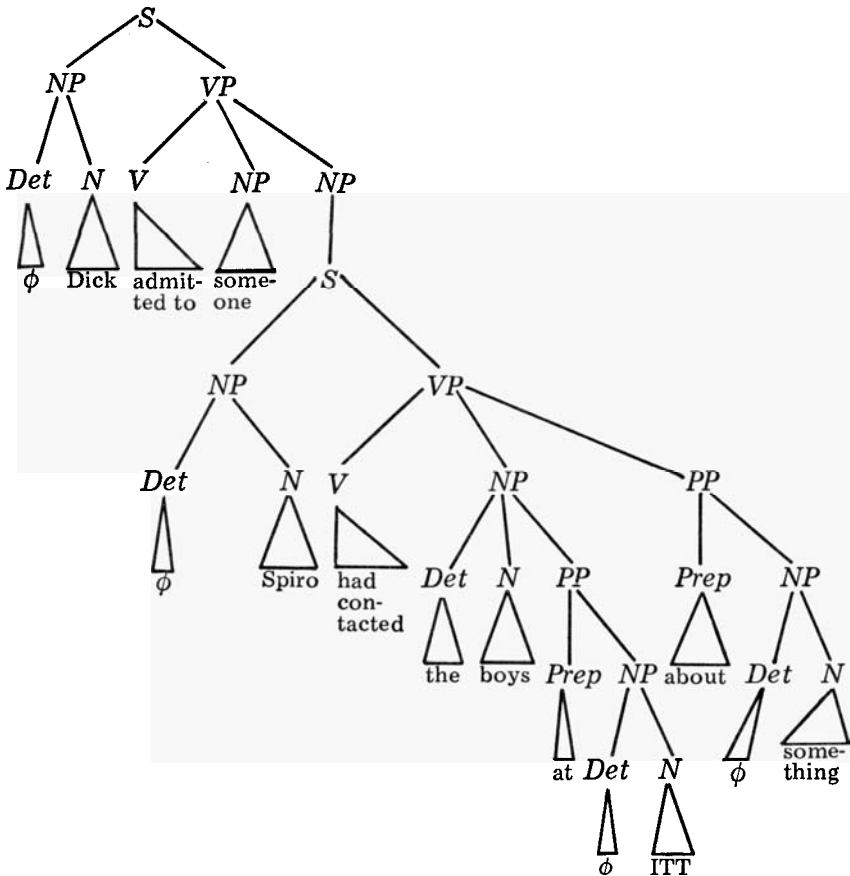 S
NP VP
Det N V NP NP
ϕ Dick admit- some-
ted to one
S
NP VP
Det N V NP PP
ϕ Spiro had Det N PP Prep NP
con-
tacted
the boys Prep NP about Det N
some-
at Det N ϕ thing
ϕ ITT